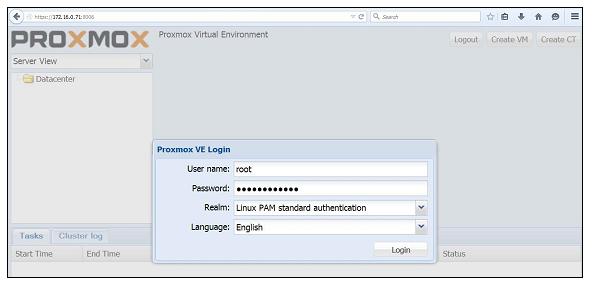 https://172.16.0.71:8006
Search
PROXMOX Proxmox Virtual Environment
Logout Create VM Create CT
Server View
Datacenter
Proxmox VE Login
User name: root
Password: ●●●●●●●●●●●●
Realm: Linux PAM standard authentication
Language: English
Login
Tasks Cluster log
Start Time End Time Status